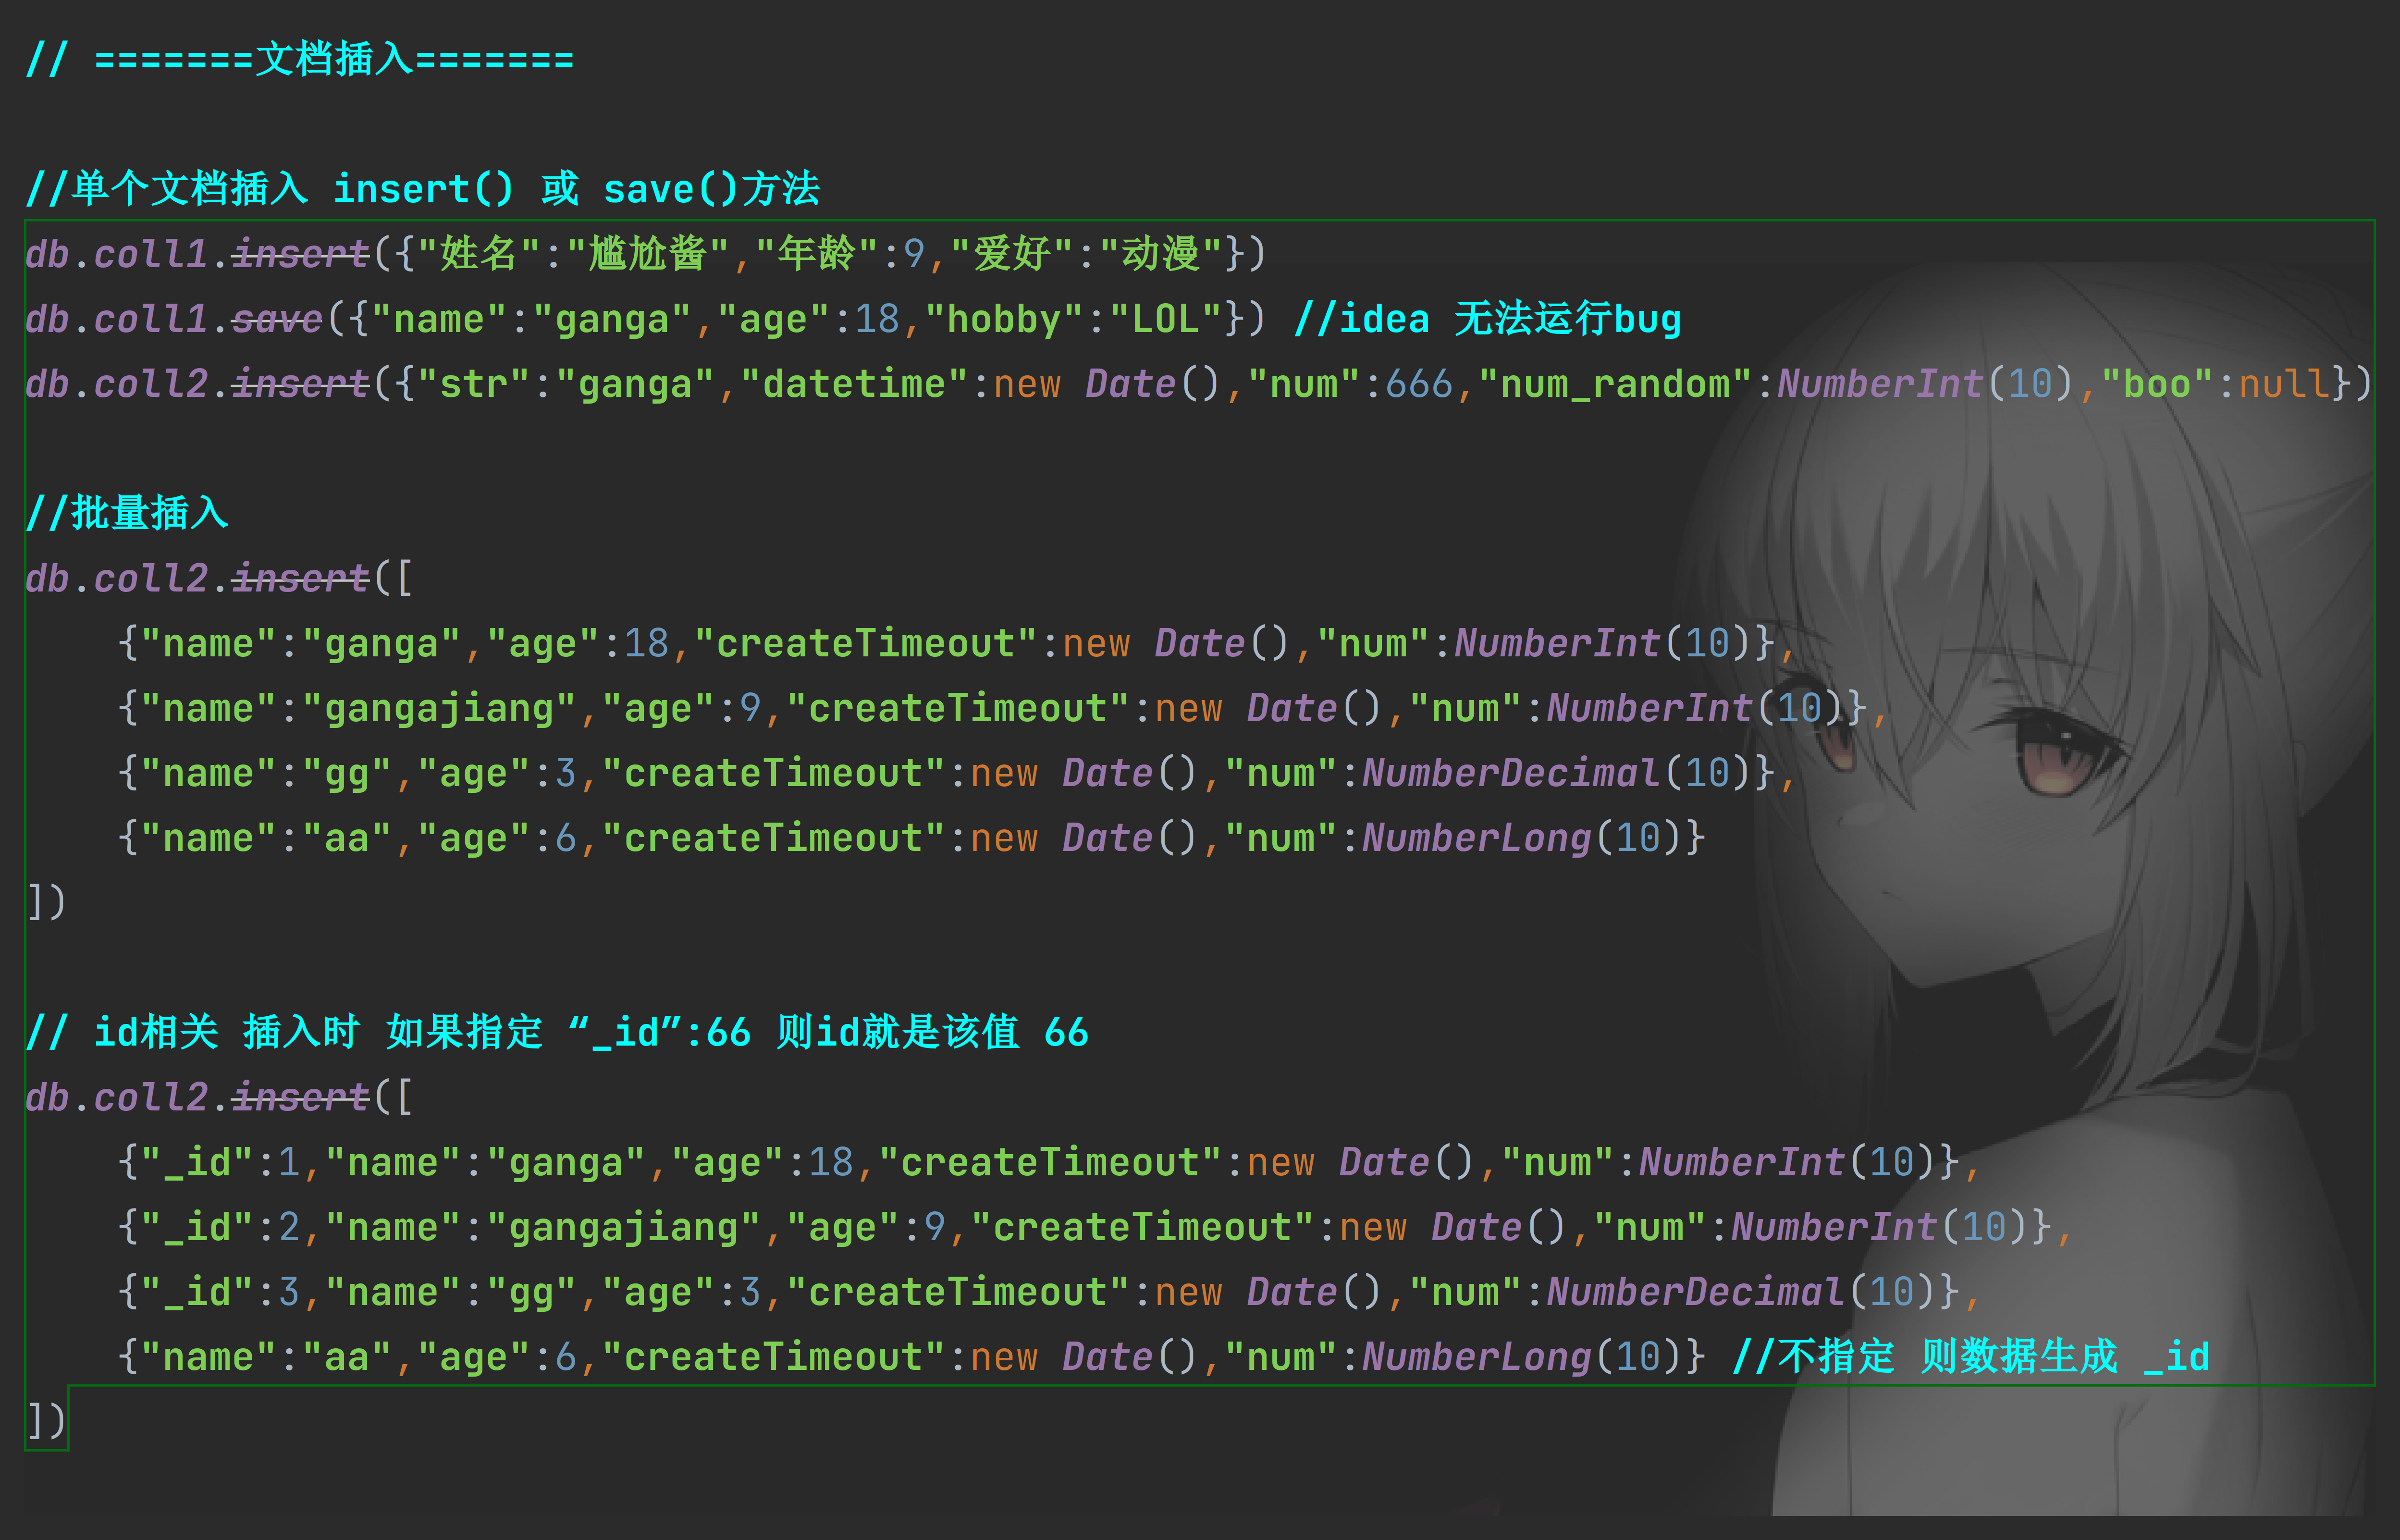 // =======文档插入=======
//单个文档插入 insert() 或 save()方法
db.coll1.insert({"姓名":"尴尬酱","年龄":9,"爱好":"动漫"})
db.coll1.save({"name":"ganga","age":18,"hobby":"LOL"}) //idea 无法运行bug
db.coll2.insert({"str":"ganga","datetime":new Date(),"num":666,"num_random":NumberInt(10),"boo":null})
//批量插入
db.coll2.insert([
    {"name":"ganga","age":18,"createTimeout":new Date(),"num":NumberInt(10)},
    {"name":"gangajiang","age":9,"createTimeout":new Date(),"num":NumberInt(10)},
    {"name":"gg","age":3,"createTimeout":new Date(),"num":NumberDecimal(10)},
    {"name":"aa","age":6,"createTimeout":new Date(),"num":NumberLong(10)}
])
// id相关 插入时 如果指定 “_id”:66 则id就是该值 66
db.coll2.insert([
    {"_id":1,"name":"ganga","age":18,"createTimeout":new Date(),"num":NumberInt(10)},
    {"_id":2,"name":"gangajiang","age":9,"createTimeout":new Date(),"num":NumberInt(10)},
    {"_id":3,"name":"gg","age":3,"createTimeout":new Date(),"num":NumberDecimal(10)},
    {"name":"aa","age":6,"createTimeout":new Date(),"num":NumberLong(10)} //不指定 则数据生成 _id
])